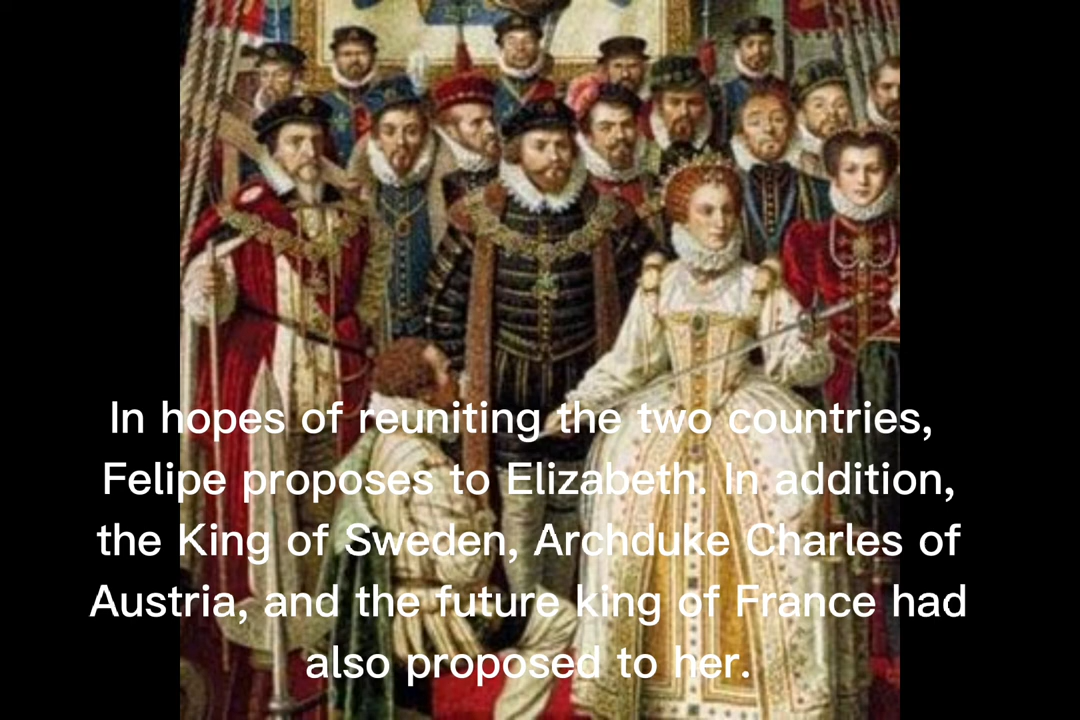 In hopes of reuniting the two countries,
Felipe proposes to Elizabeth. In addition,
the King of Sweden, Archduke Charles of
Austria, and the future king of France had
also proposed to her.